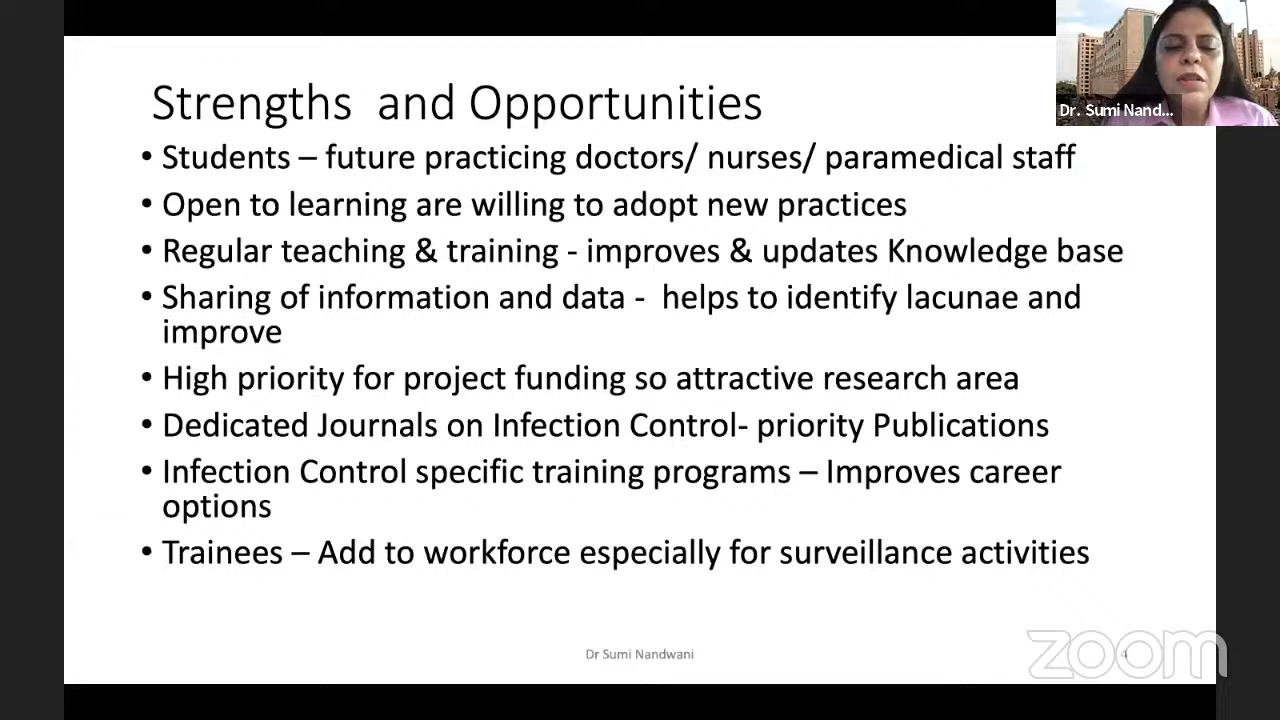 Strengths and Opportunities
Dr. Sumi Nand...
• Students – future practicing doctors/ nurses/ paramedical staff
• Open to learning are willing to adopt new practices
• Regular teaching & training - improves & updates Knowledge base
• Sharing of information and data - helps to identify lacunae and
improve
• High priority for project funding so attractive research area
• Dedicated Journals on Infection Control- priority Publications
• Infection Control specific training programs – Improves career
options
• Trainees – Add to workforce especially for surveillance activities
Dr Sumi Nandwani
4
zoom